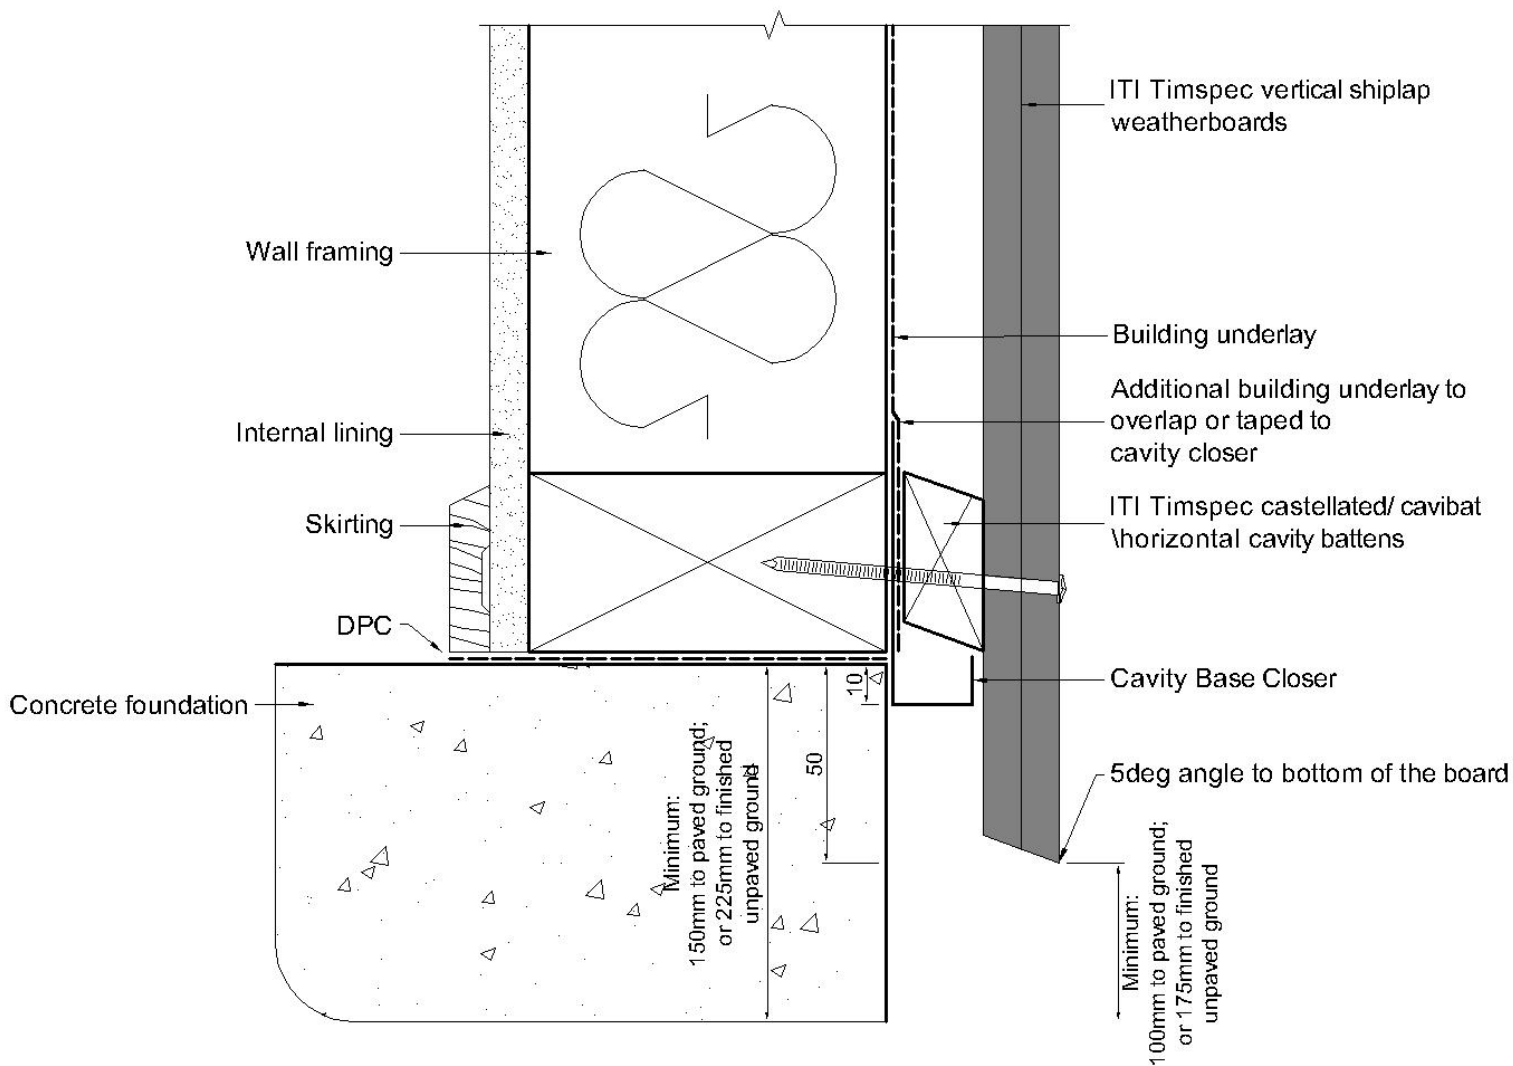 ITI Timspec vertical shiplap
weatherboards
Wall framing
Building underlay
Additional building underlay to
overlap or taped to
cavity closer
Internal lining
ITI Timspec castellated/ cavibat
\horizontal cavity battens
Skirting
DPC
Cavity Base Closer
Concrete foundation
10
50
5deg angle to bottom of the board
Minimum:
150mm to paved ground;
or 225mm to finished
unpaved ground
Minimum:
100mm to paved ground;
or 175mm to finished
unpaved ground